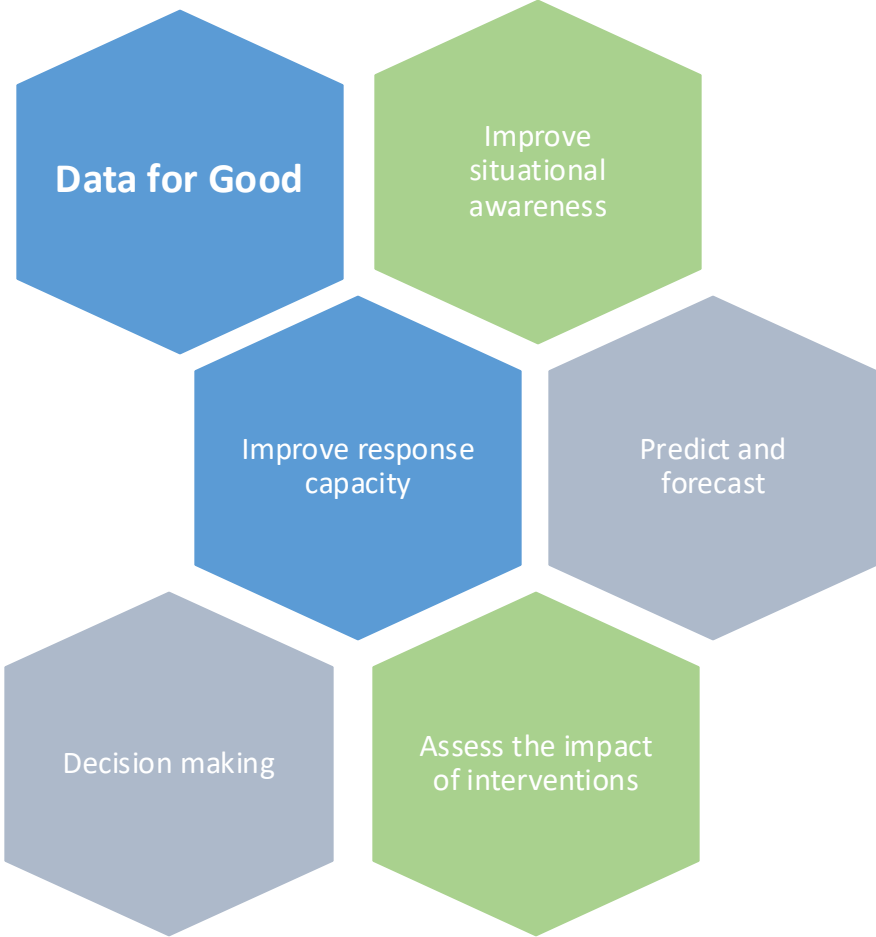 Data for Good
Improve
situational
awareness
Improve response
capacity
Predict and
forecast
Decision making
Assess the impact
of interventions